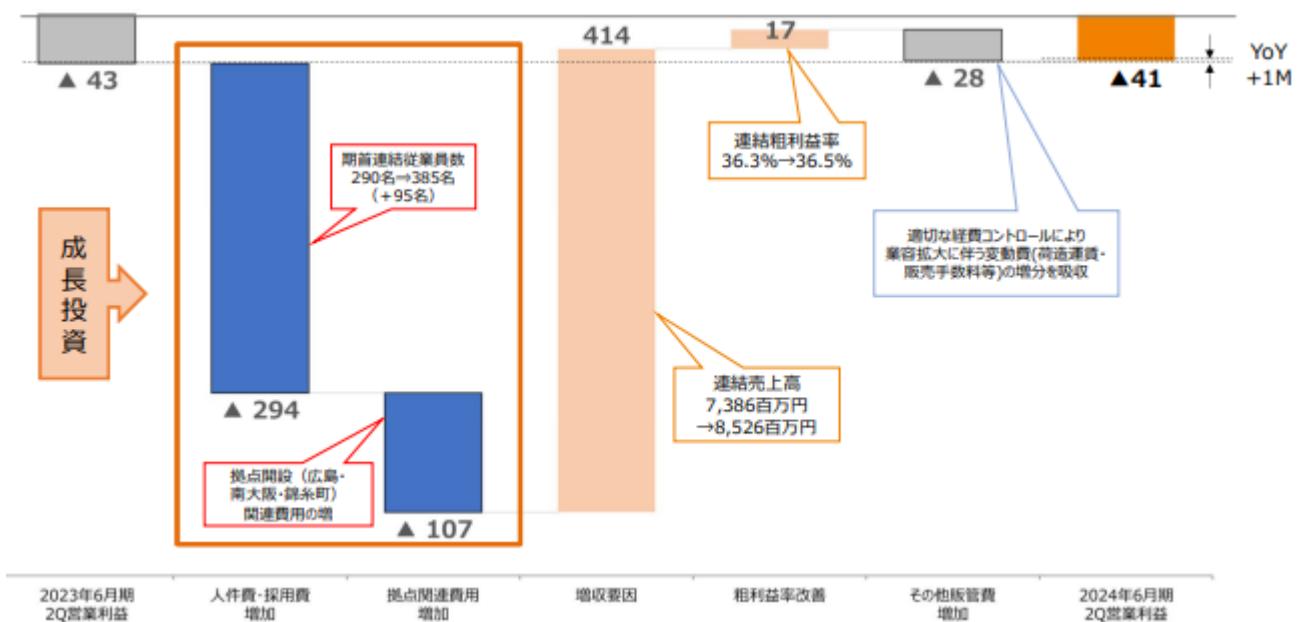 ▲ 43
414
17
▲ 28
▲41
YoY
+1M
連結粗利益率
36.3%→36.5%
期首連結従業員数
290名→385名
（+95名）
成長投資
適切な経費コントロールにより
業容拡大に伴う変動費(荷造運賃・
販売手数料等)の増分を吸収
連結売上高
7,386百万円
→8,526百万円
▲ 294
拠点開設（広島・
南大阪・錦糸町）
関連費用の増
▲ 107
2023年6月期
2Q営業利益
人件費・採用費
増加
拠点関連費用
増加
増収要因
粗利益率改善
その他販管費
増加
2024年6月期
2Q営業利益